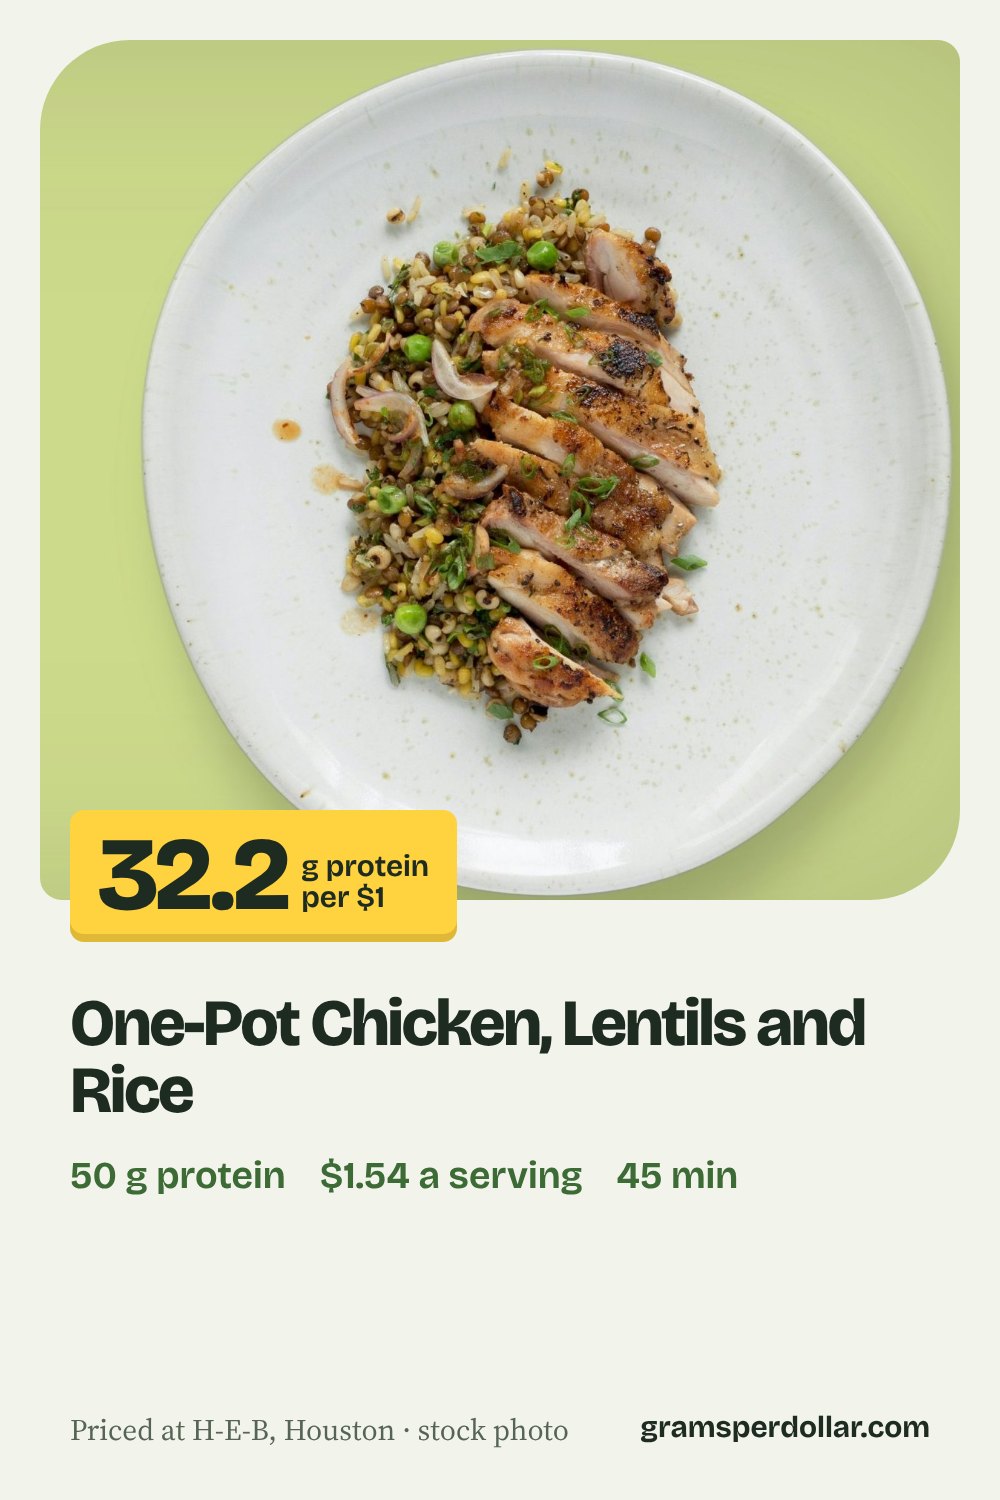 32.2 g protein
per $1
One-Pot Chicken, Lentils and
Rice
50 g protein $1.54 a serving 45 min
Priced at H-E-B, Houston · stock photo gramsperdollar.com